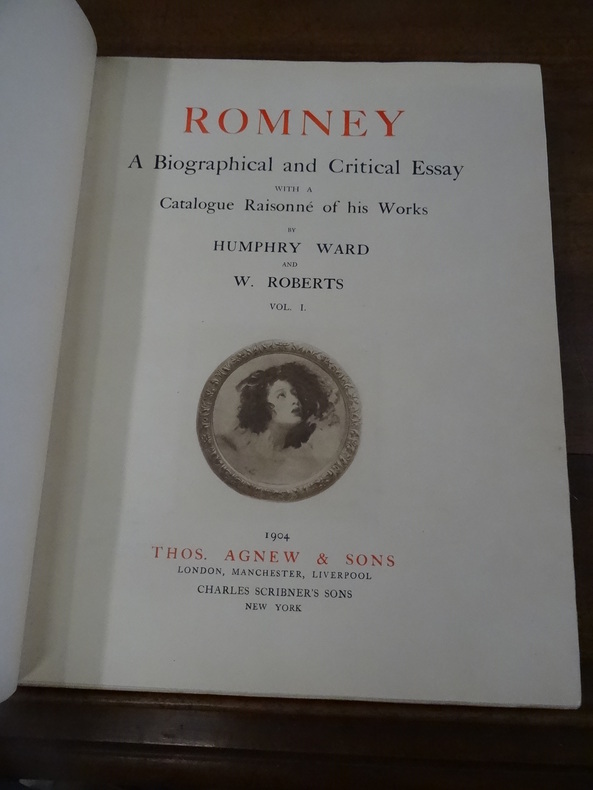 ROMNEY
A Biographical and Critical Essay
WITH A
Catalogue Raisonné of his Works
BY
HUMPHRY WARD
AND
W. ROBERTS
VOL. I.
1904
THOS. AGNEW & SONS
LONDON, MANCHESTER, LIVERPOOL
CHARLES SCRIBNER'S SONS
NEW YORK